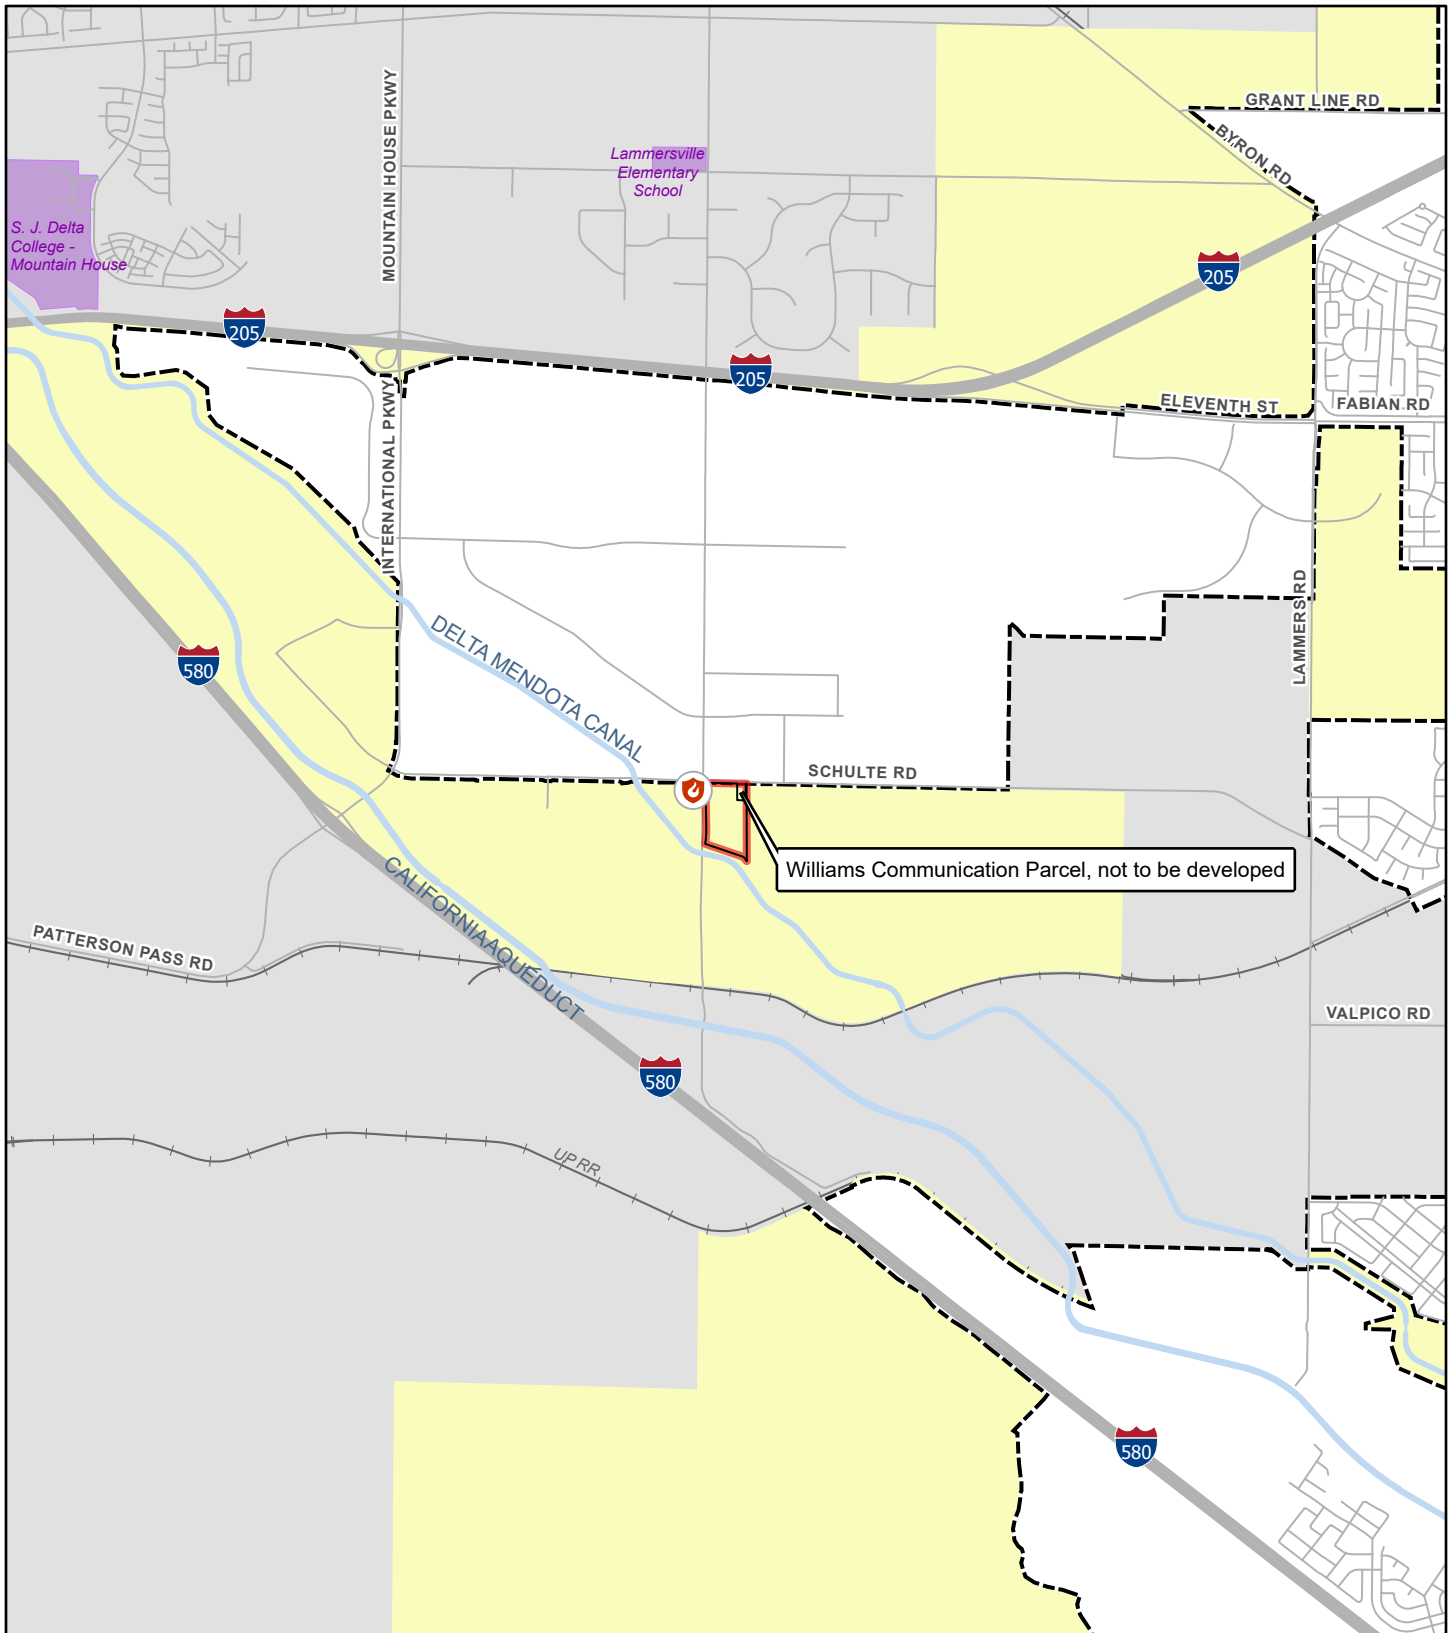 GRANT LINE RD
BYRON RD
MOUNTAIN HOUSE PKWY
Lammersville
Elementary
School
S. J. Delta
College -
Mountain House
205
205
205
ELEVENTH ST
FABIAN RD
INTERNATIONAL PKWY
LAMMERS RD
DELTA MENDOTA CANAL
580
SCHULTE RD
Williams Communication Parcel, not to be developed
CALIFORNIA AQUEDUCT
PATTERSON PASS RD
VALPICO RD
580
UP RR
580